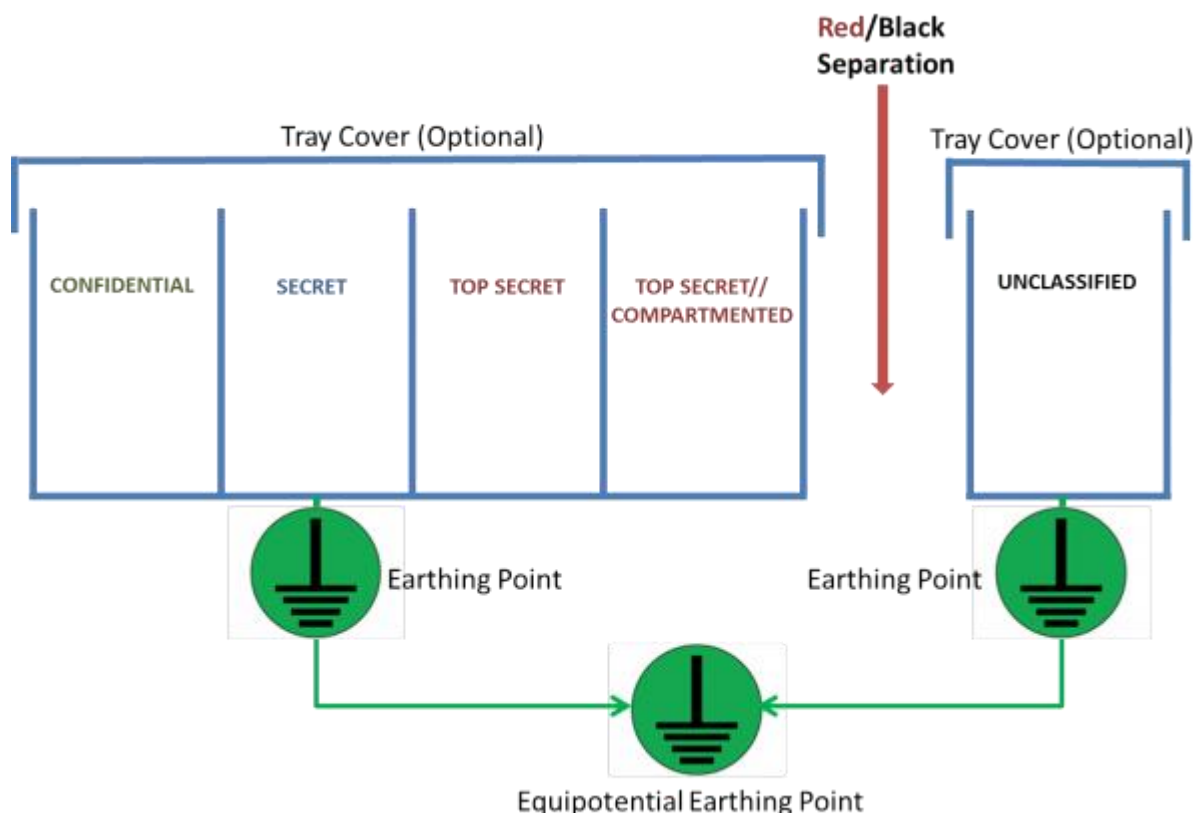 Red/Black
Separation
Tray Cover (Optional)
Tray Cover (Optional)
CONFIDENTIAL
SECRET
TOP SECRET
TOP SECRET//
COMPARTMENTED
UNCLASSIFIED
Earthing Point
Earthing Point
Equipotential Earthing Point